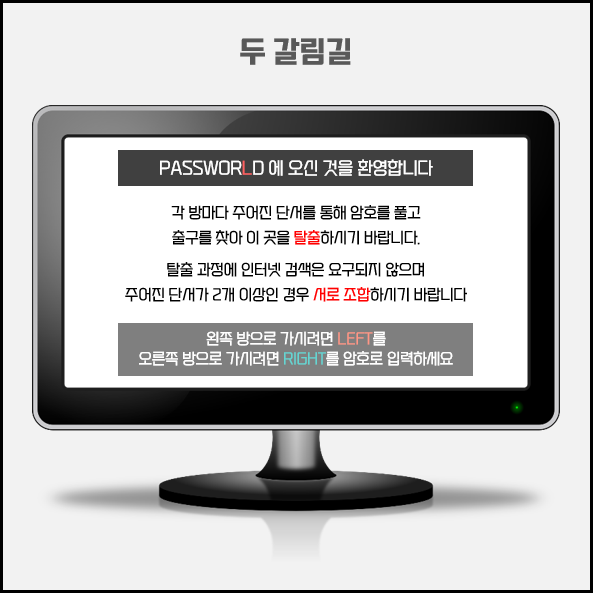 두 갈림길
PASSWORLD 에 오신 것을 환영합니다
각 방마다 주어진 단서를 통해 암호를 풀고
출구를 찾아 이 곳을 탈출하시기 바랍니다.
탈출 과정에 인터넷 검색은 요구되지 않으며
주어진 단서가 2개 이상인 경우 서로 조합하시기 바랍니다
왼쪽 방으로 가시려면 LEFT를
오른쪽 방으로 가시려면 RIGHT를 암호로 입력하세요